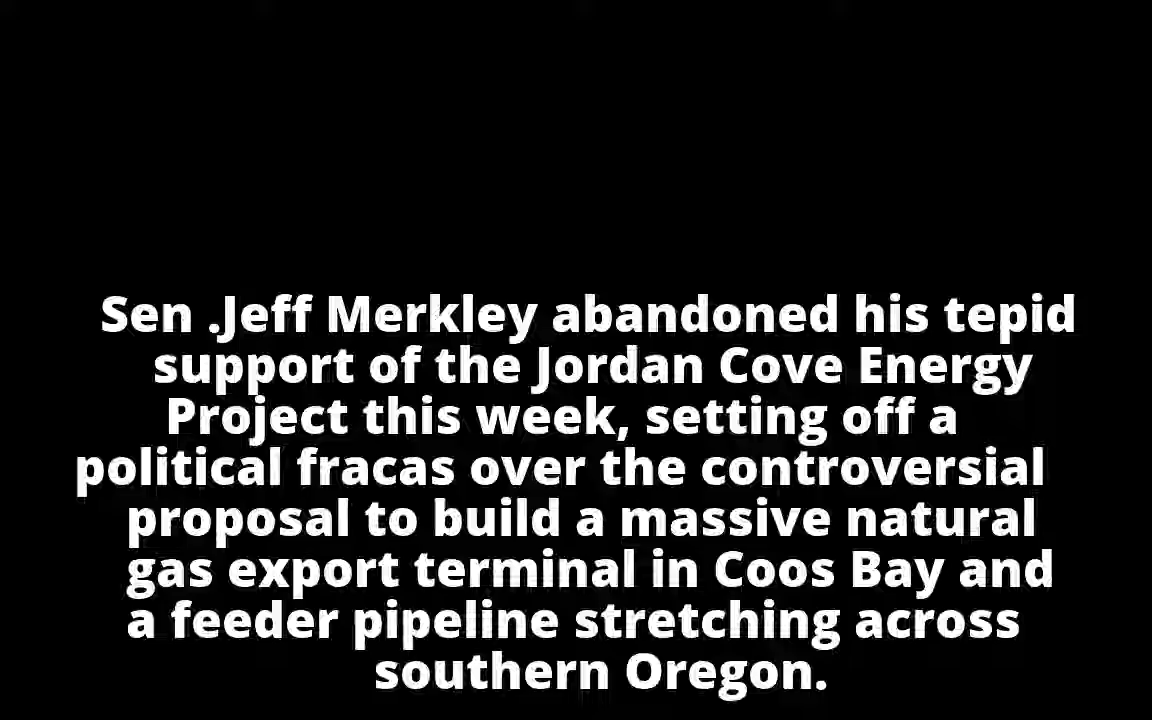 Sen .Jeff Merkley abandoned his tepid
support of the Jordan Cove Energy
Project this week, setting off a
political fracas over the controversial
proposal to build a massive natural
gas export terminal in Coos Bay and
a feeder pipeline stretching across
southern Oregon.